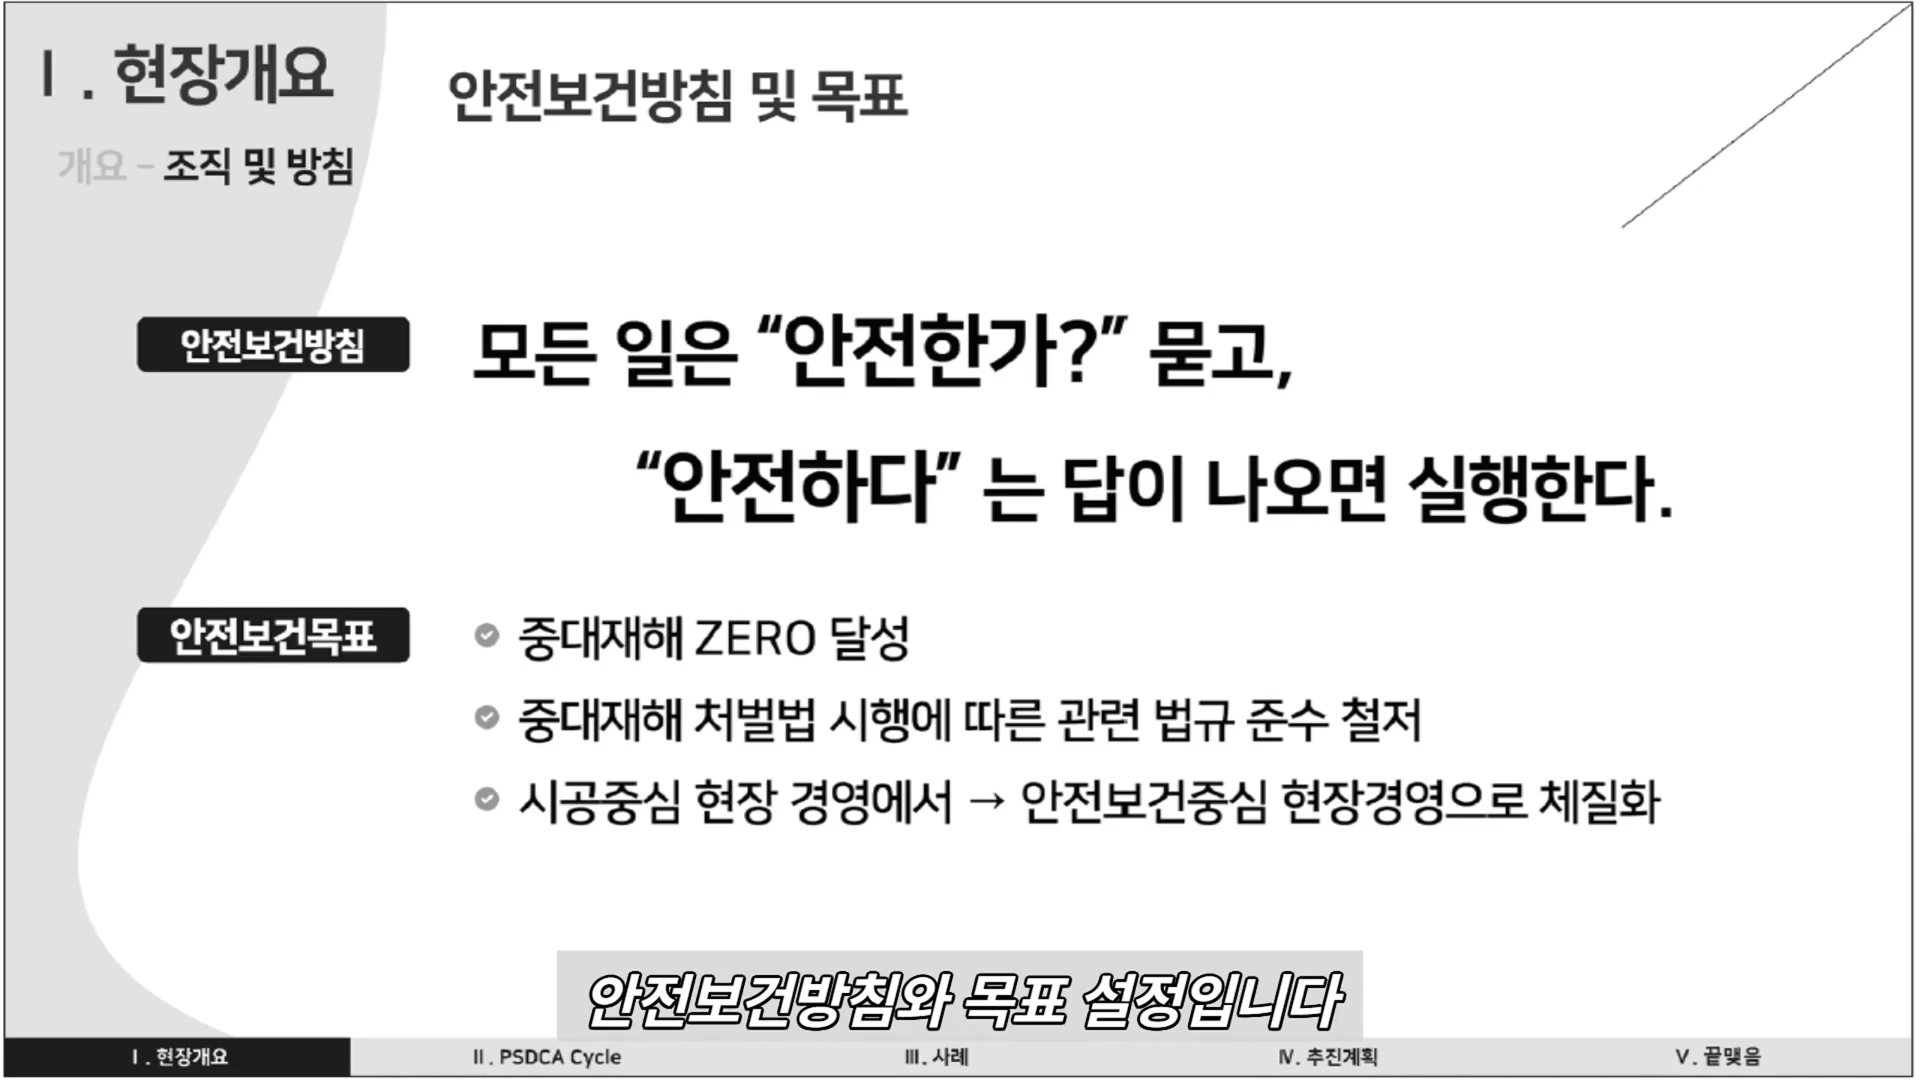 Ⅰ. 현장개요
개요 - 조직 및 방침
안전보건방침 및 목표
안전보건방침
모든 일은 “안전한가?” 묻고,
“안전하다” 는 답이 나오면 실행한다.
안전보건목표
중대재해 ZERO 달성
중대재해 처벌법 시행에 따른 관련 법규 준수 철저
시공중심 현장 경영에서 → 안전보건중심 현장경영으로 체질화
안전보건방침와 목표 설정입니다
Ⅰ. 현장개요
Ⅱ. PSDCA Cycle
Ⅲ. 사례
Ⅳ. 추진계획
Ⅴ. 끝맺음